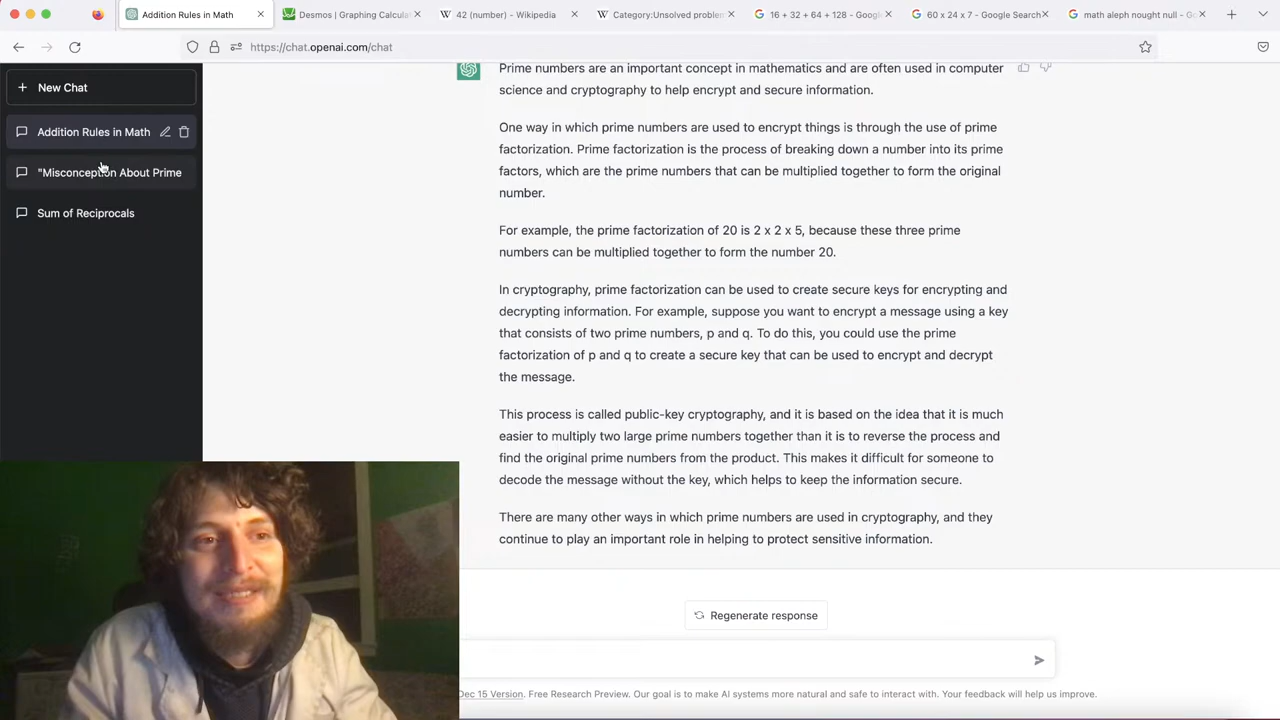 Addition Rules in Math
Desmos | Graphing Calcula
42 (number) - Wikipedia
Category:Unsolved problem
16 + 32 + 64 + 128 - Google
60 x 24 x 7 - Google Search
math aleph nought null - Go
https://chat.openai.com/chat
New Chat
Addition Rules in Math
"Misconception About Prime
Sum of Reciprocals
Prime numbers are an important concept in mathematics and are often used in computer
science and cryptography to help encrypt and secure information.
One way in which prime numbers are used to encrypt things is through the use of prime
factorization. Prime factorization is the process of breaking down a number into its prime
factors, which are the prime numbers that can be multiplied together to form the original
number.
For example, the prime factorization of 20 is 2 x 2 x 5, because these three prime
numbers can be multiplied together to form the number 20.
In cryptography, prime factorization can be used to create secure keys for encrypting and
decrypting information. For example, suppose you want to encrypt a message using a key
that consists of two prime numbers, p and q. To do this, you could use the prime
factorization of p and q to create a secure key that can be used to encrypt and decrypt
the message.
This process is called public-key cryptography, and it is based on the idea that it is much
easier to multiply two large prime numbers together than it is to reverse the process and
find the original prime numbers from the product. This makes it difficult for someone to
decode the message without the key, which helps to keep the information secure.
There are many other ways in which prime numbers are used in cryptography, and they
continue to play an important role in helping to protect sensitive information.
Regenerate response
Dec 15 Version. Free Research Preview. Our goal is to make AI systems more natural and safe to interact with. Your feedback will help us improve.